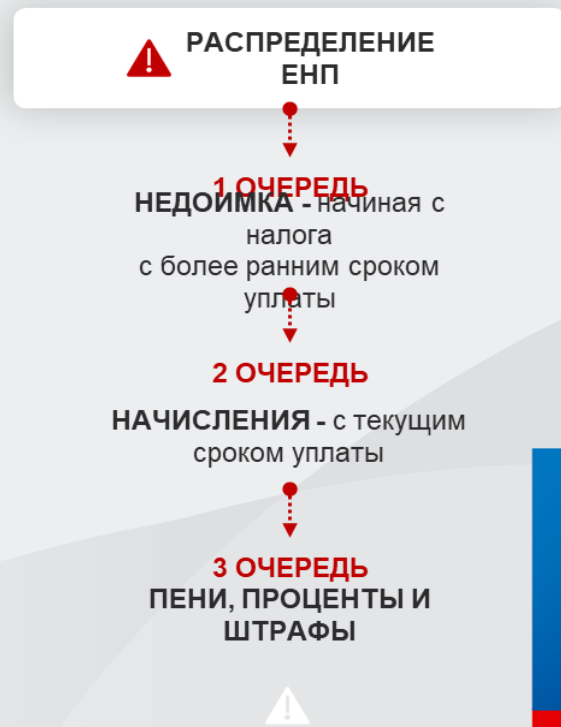 РАСПРЕДЕЛЕНИЕ
ЕНП
1 ОЧЕРЕДЬ
НЕДОИМКА - начиная с
налога
с более ранним сроком
уплаты
2 ОЧЕРЕДЬ
НАЧИСЛЕНИЯ - с текущим
сроком уплаты
3 ОЧЕРЕДЬ
ПЕНИ, ПРОЦЕНТЫ И
ШТРАФЫ